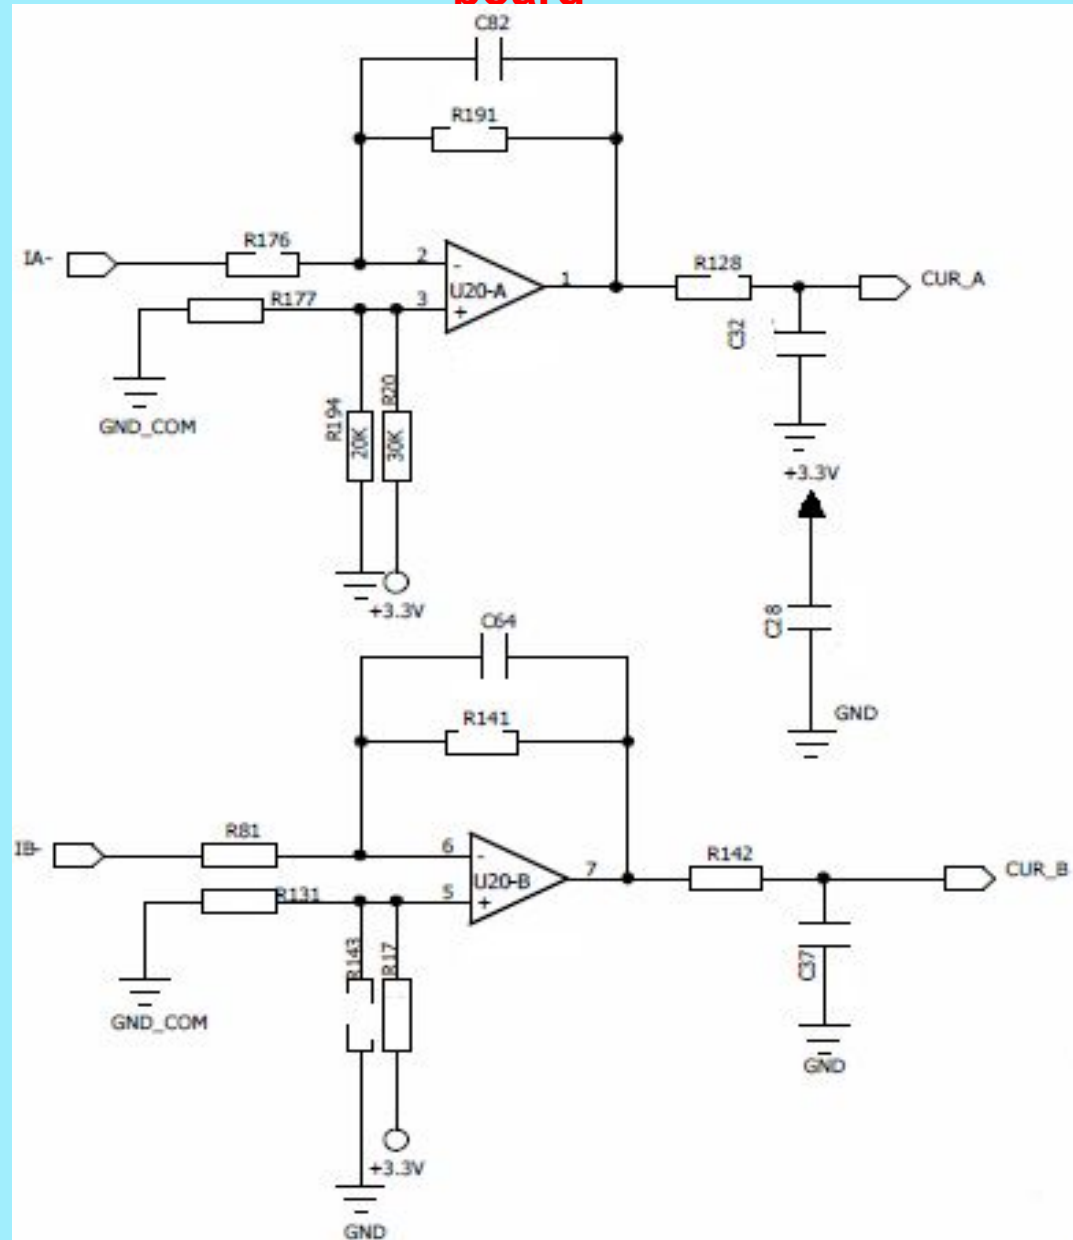 board
C82
R191
IA-
R176
2
-
U20-A
1
R128
CUR_A
R177
3
+
C32
GND_COM
R194
20K
R20
30K
+3.3V
+3.3V
C28
GND
C64
R141
IB-
R81
6
-
U20-B
7
R142
CUR_B
R131
5
+
R143
R17
C37
GND_COM
GND
+3.3V
GND